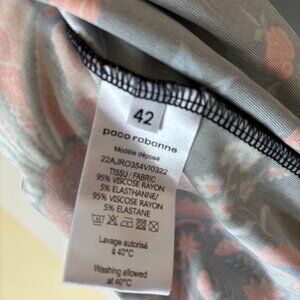 42
paco rabanne
Modèle déposé
22AJRO354VI0322
TISSU / FABRIC
95% VISCOSE RAYON
5% ELASTHANNE/
95% VISCOSE RAYON
5% ELASTANE
Lavage autorisé
à 40°C
Washing allowed
at 40°C